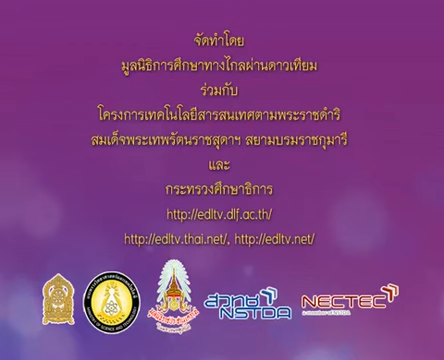 จัดทำโดย
มูลนิธิการศึกษาทางไกลผ่านดาวเทียม
ร่วมกับ
โครงการเทคโนโลยีสารสนเทศตามพระราชดำริ
สมเด็จพระเทพรัตนราชสุดาฯ สยามบรมราชกุมารี
และ
กระทรวงศึกษาธิการ
http://edltv.dlf.ac.th/
http://edltv.thai.net/, http://edltv.net/
สวทช NECTEC
NSTDA a member of NSTDA